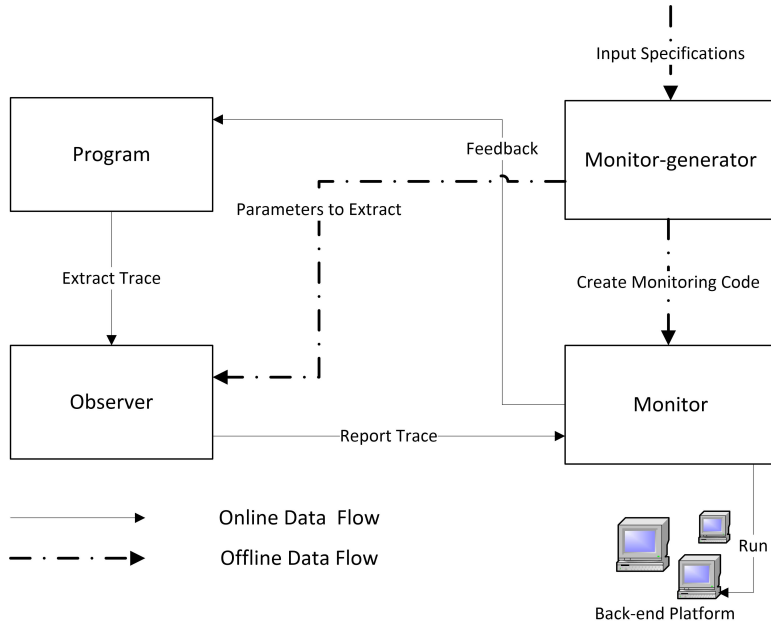 Input Specifications
Program
Feedback
Monitor-generator
Parameters to Extract
Extract Trace
Create Monitoring Code
Observer
Monitor
Report Trace
Online Data Flow
Offline Data Flow
Run
Back-end Platform